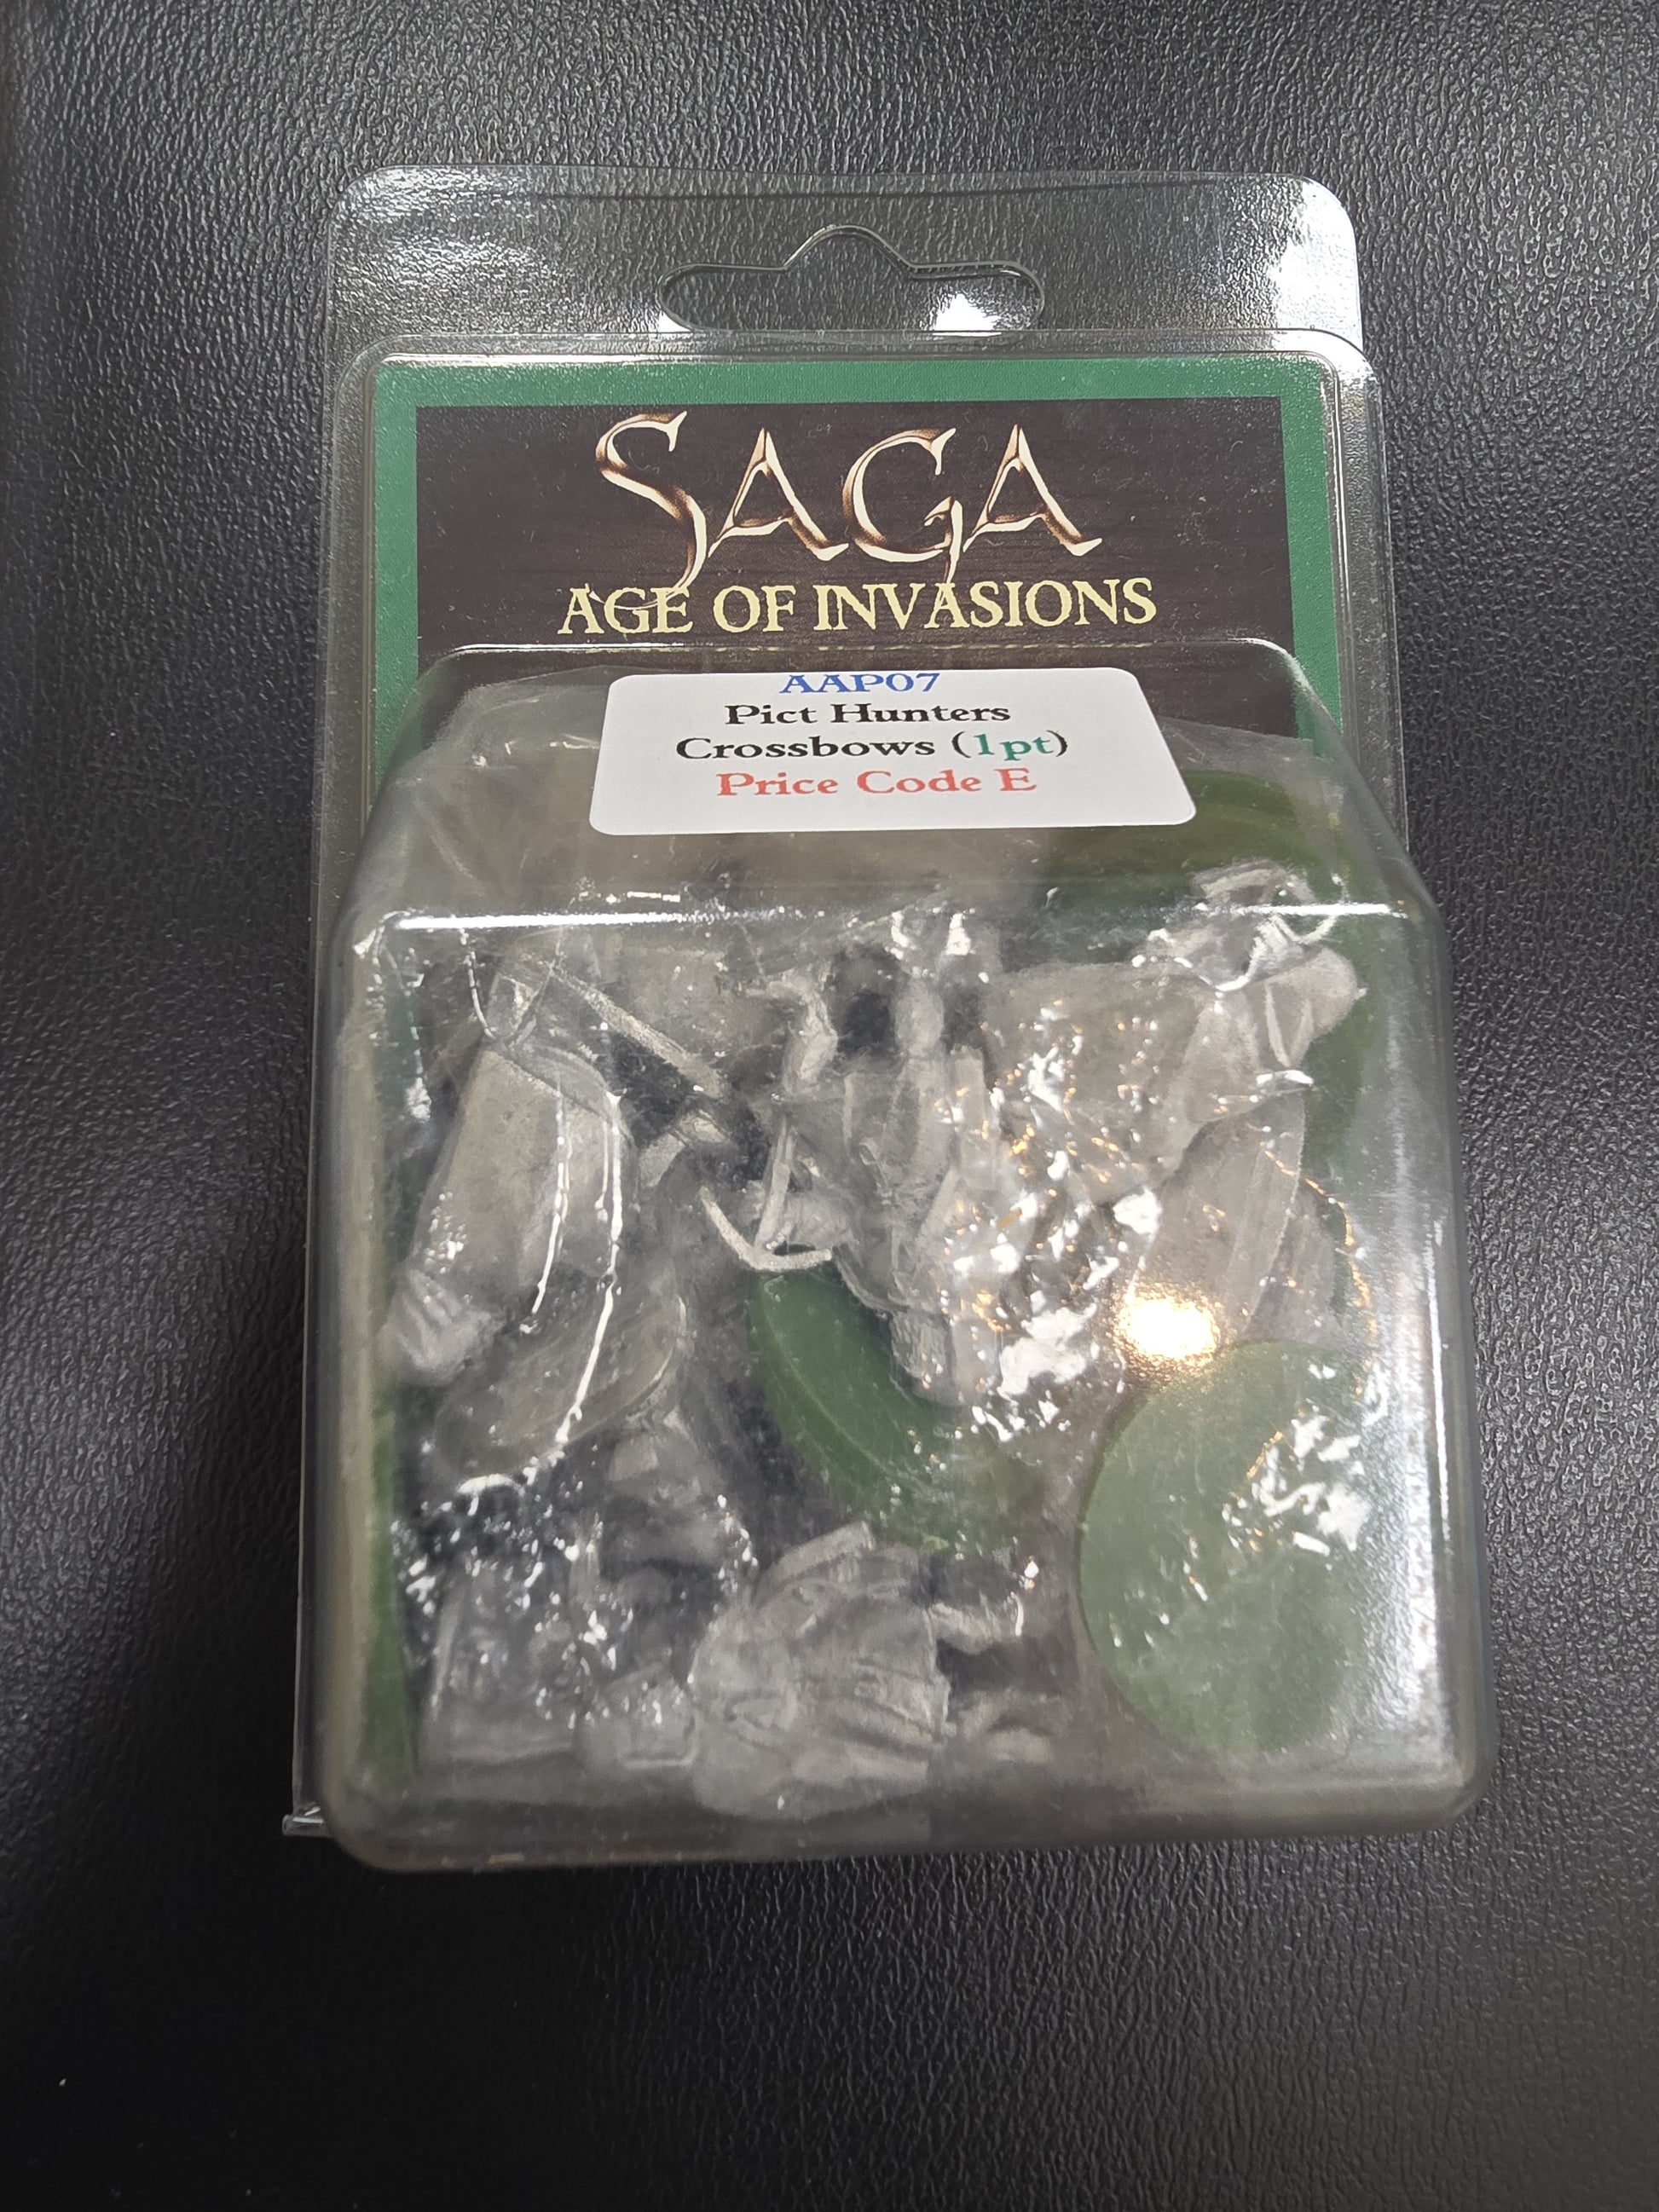 SAGA
AGE OF INVASIONS
AAP07
Pict Hunters
Crossbows (1pt)
Price Code E